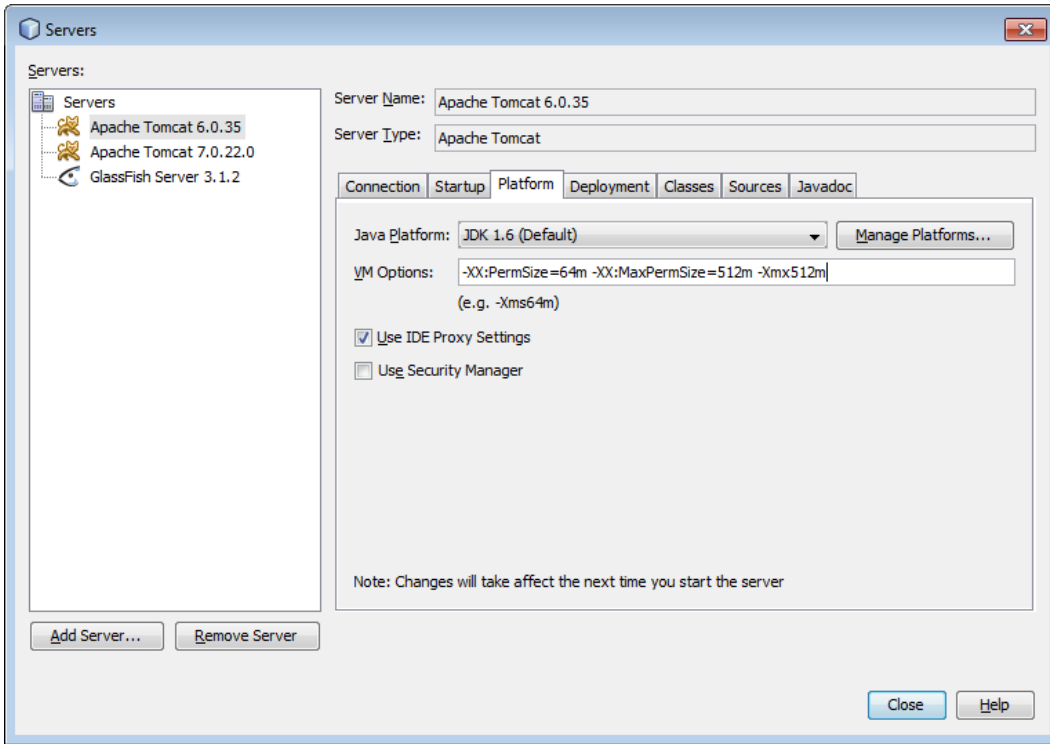 Servers
Servers:
Servers
Apache Tomcat 6.0.35
Apache Tomcat 7.0.22.0
GlassFish Server 3.1.2
Add Server...
Remove Server
Server Name: Apache Tomcat 6.0.35
Server Type: Apache Tomcat
Connection Startup Platform Deployment Classes Sources Javadoc
Java Platform: JDK 1.6 (Default) Manage Platforms...
VM Options: -XX:PermSize=64m -XX:MaxPermSize=512m -Xmx512m
(e.g. -Xms64m)
Use IDE Proxy Settings
Use Security Manager
Note: Changes will take affect the next time you start the server
Close Help